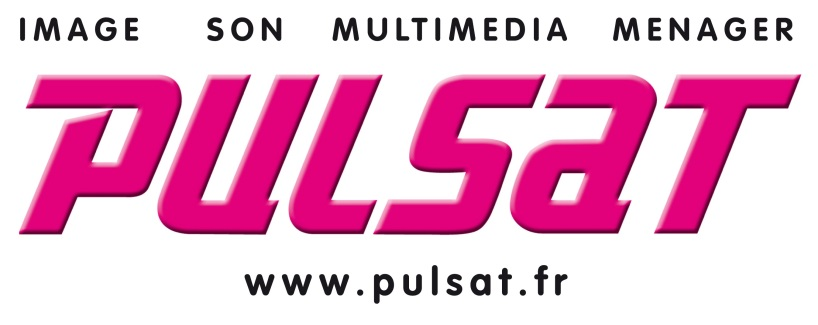 IMAGE SON MULTIMEDIA MENAGER
PULSAT
www.pulsat.fr